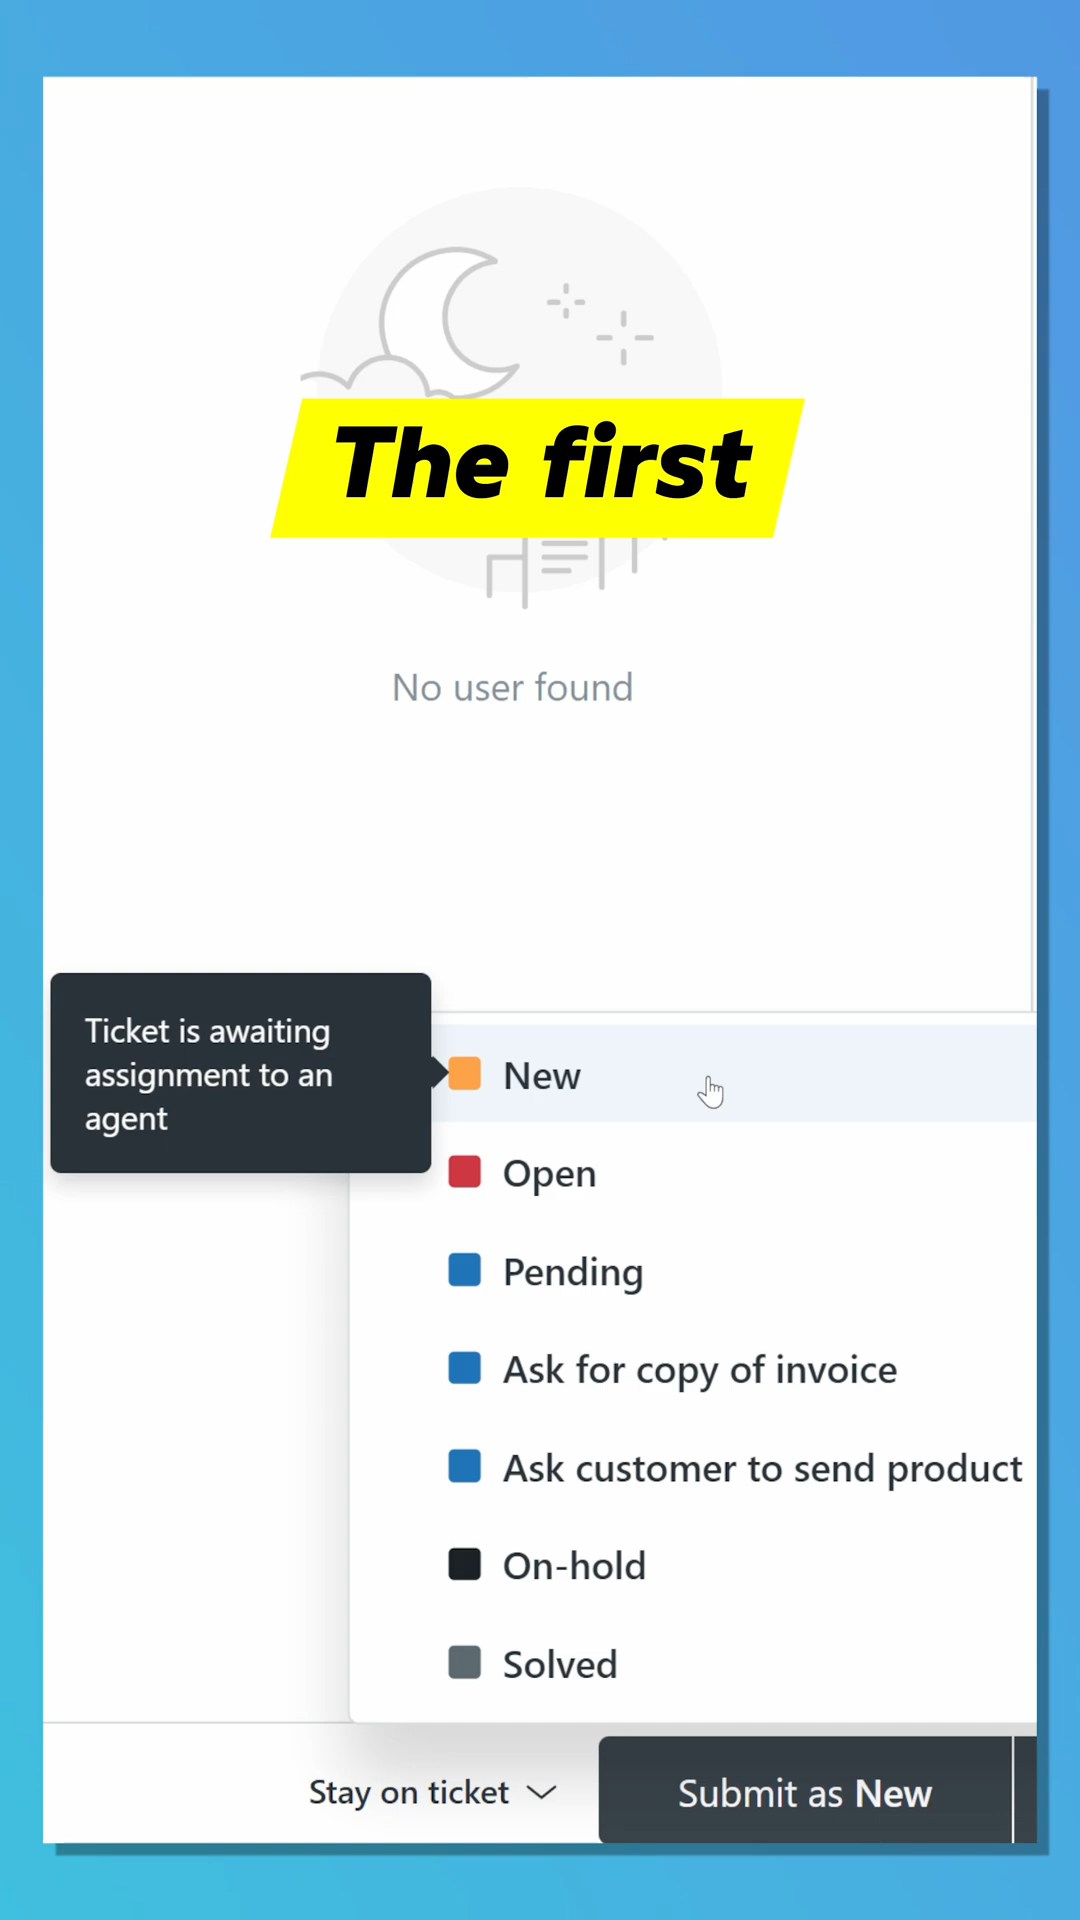 The first
No user found
Ticket is awaiting
assignment to an
agent
New
Open
Pending
Ask for copy of invoice
Ask customer to send product
On-hold
Solved
Stay on ticket
Submit as New